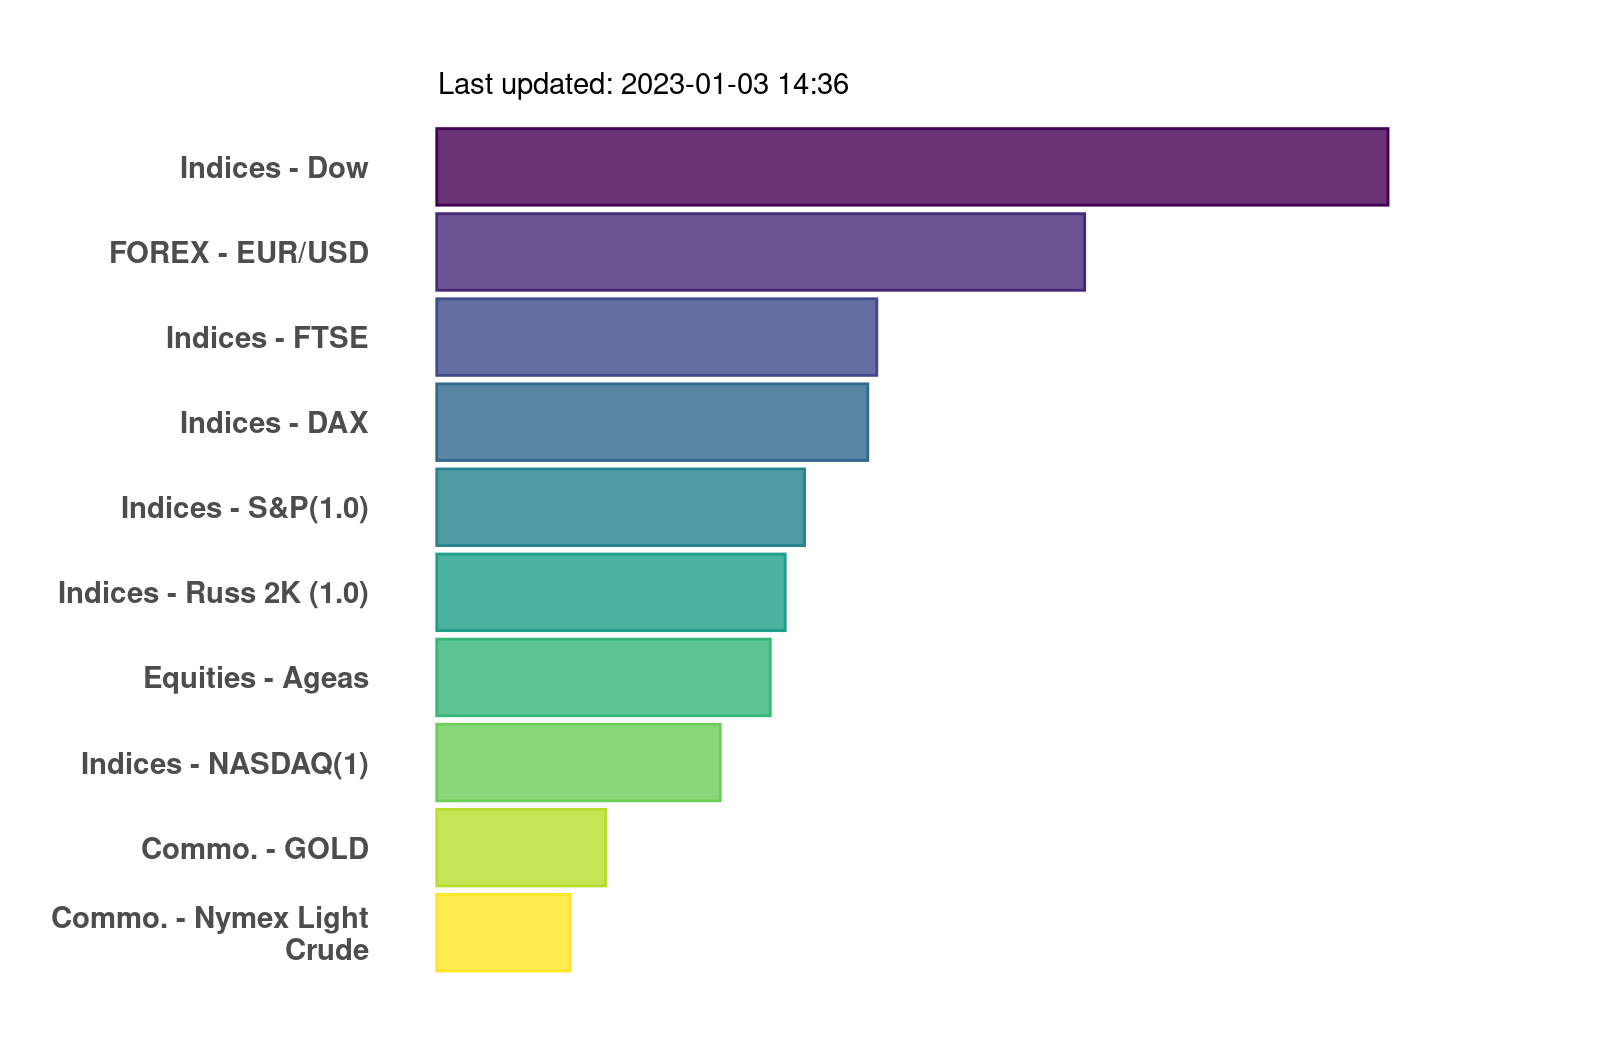 Last updated: 2023-01-03 14:36
Indices - Dow
FOREX - EUR/USD
Indices - FTSE
Indices - DAX
Indices - S&P(1.0)
Indices - Russ 2K (1.0)
Equities - Ageas
Indices - NASDAQ(1)
Commo. - GOLD
Commo. - Nymex Light
Crude